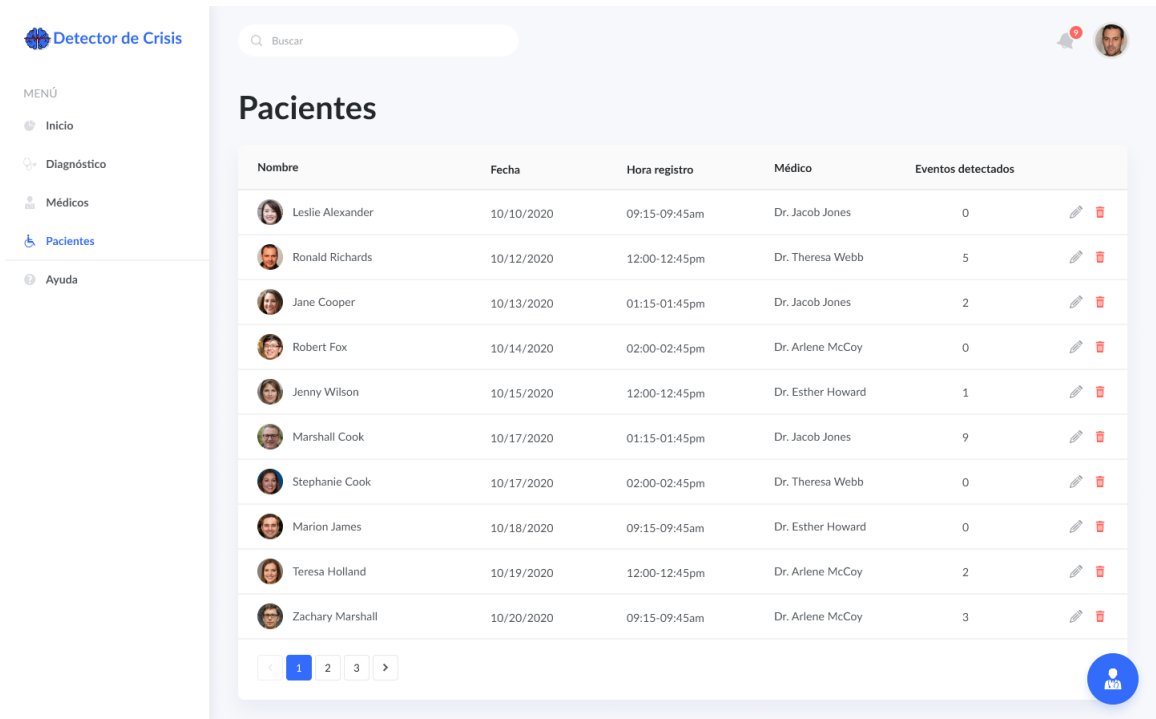 Detector de Crisis
Buscar
9
MENÚ
Inicio
Diagnóstico
Médicos
Pacientes
Ayuda
Pacientes
Nombre Fecha Hora registro Médico Eventos detectados
Leslie Alexander 10/10/2020 09:15-09:45am Dr. Jacob Jones 0
Ronald Richards 10/12/2020 12:00-12:45pm Dr. Theresa Webb 5
Jane Cooper 10/13/2020 01:15-01:45pm Dr. Jacob Jones 2
Robert Fox 10/14/2020 02:00-02:45pm Dr. Arlene McCoy 0
Jenny Wilson 10/15/2020 12:00-12:45pm Dr. Esther Howard 1
Marshall Cook 10/17/2020 01:15-01:45pm Dr. Jacob Jones 9
Stephanie Cook 10/17/2020 02:00-02:45pm Dr. Theresa Webb 0
Marion James 10/18/2020 09:15-09:45am Dr. Esther Howard 0
Teresa Holland 10/19/2020 12:00-12:45pm Dr. Arlene McCoy 2
Zachary Marshall 10/20/2020 09:15-09:45am Dr. Arlene McCoy 3
< 1 2 3 >